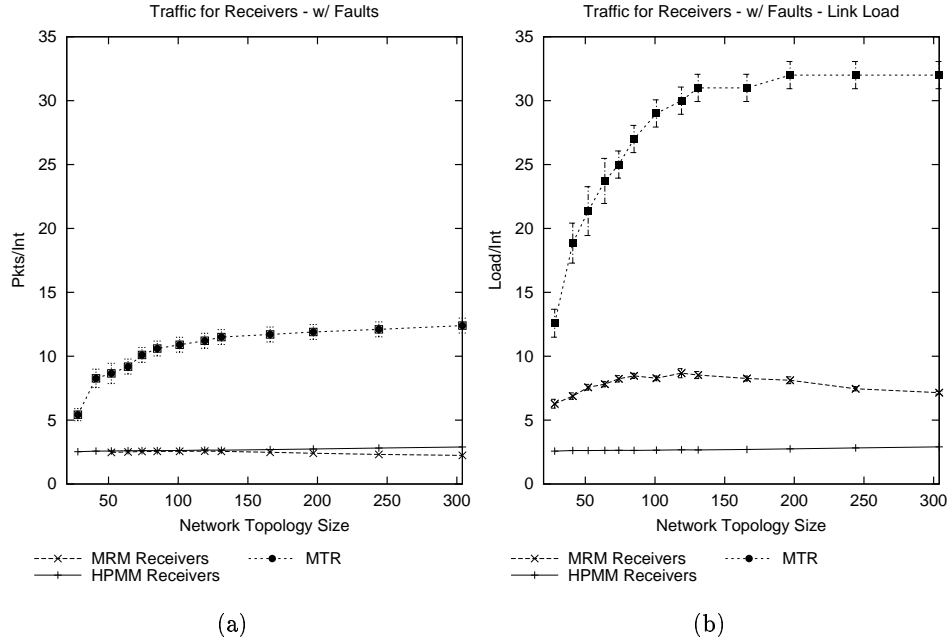 Traffic for Receivers - w/ Faults
35
30
25
20
15
10
5
0
Pkts/Int
50 100 150 200 250 300
Network Topology Size
MRM Receivers MTR
HPMM Receivers
(a)
Traffic for Receivers - w/ Faults - Link Load
35
30
25
20
15
10
5
0
Load/Int
50 100 150 200 250 300
Network Topology Size
MRM Receivers MTR
HPMM Receivers
(b)